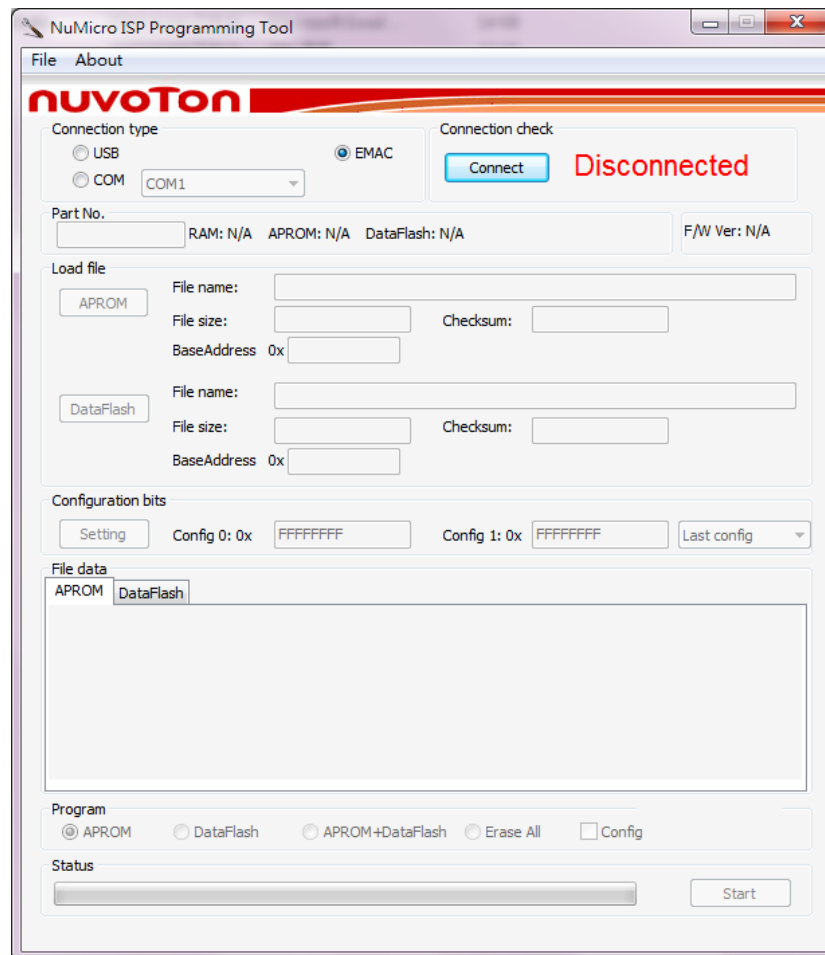 NuMicro ISP Programming Tool
File About
nuvoTon
Connection type
USB
EMAC
COM COM1
Connection check
Connect Disconnected
Part No.
RAM: N/A APROM: N/A DataFlash: N/A
F/W Ver: N/A
Load file
APROM
File name:
File size: Checksum:
BaseAddress 0x
DataFlash
File name:
File size: Checksum:
BaseAddress 0x
Configuration bits
Setting Config 0: 0x FFFFFFFF Config 1: 0x FFFFFFFF Last config
File data
APROM DataFlash
Program
APROM DataFlash APROM+DataFlash Erase All Config
Status
Start